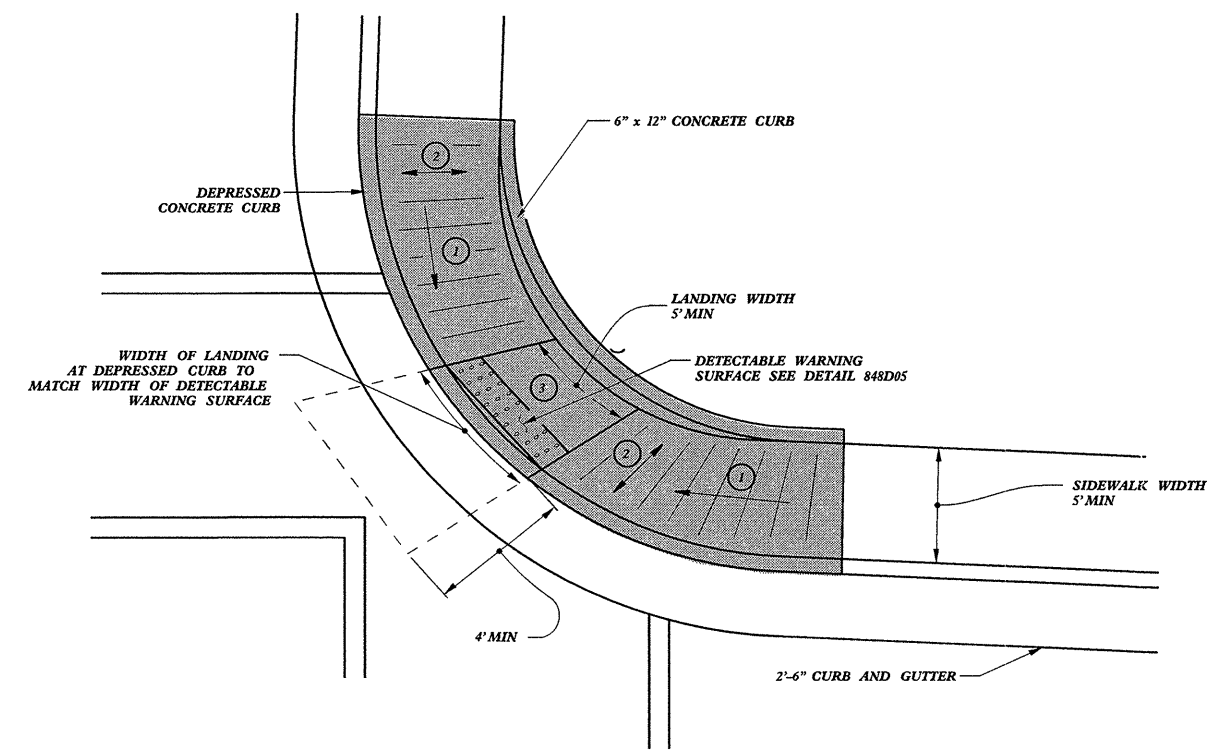 6" x 12" CONCRETE CURB
2
DEPRESSED
CONCRETE CURB
1
LANDING WIDTH
5' MIN
WIDTH OF LANDING
AT DEPRESSED CURB TO
MATCH WIDTH OF DETECTABLE
WARNING SURFACE
DETECTABLE WARNING
SURFACE SEE DETAIL 848D05
3
2
1
SIDEWALK WIDTH
5' MIN
4' MIN
2'-6" CURB AND GUTTER